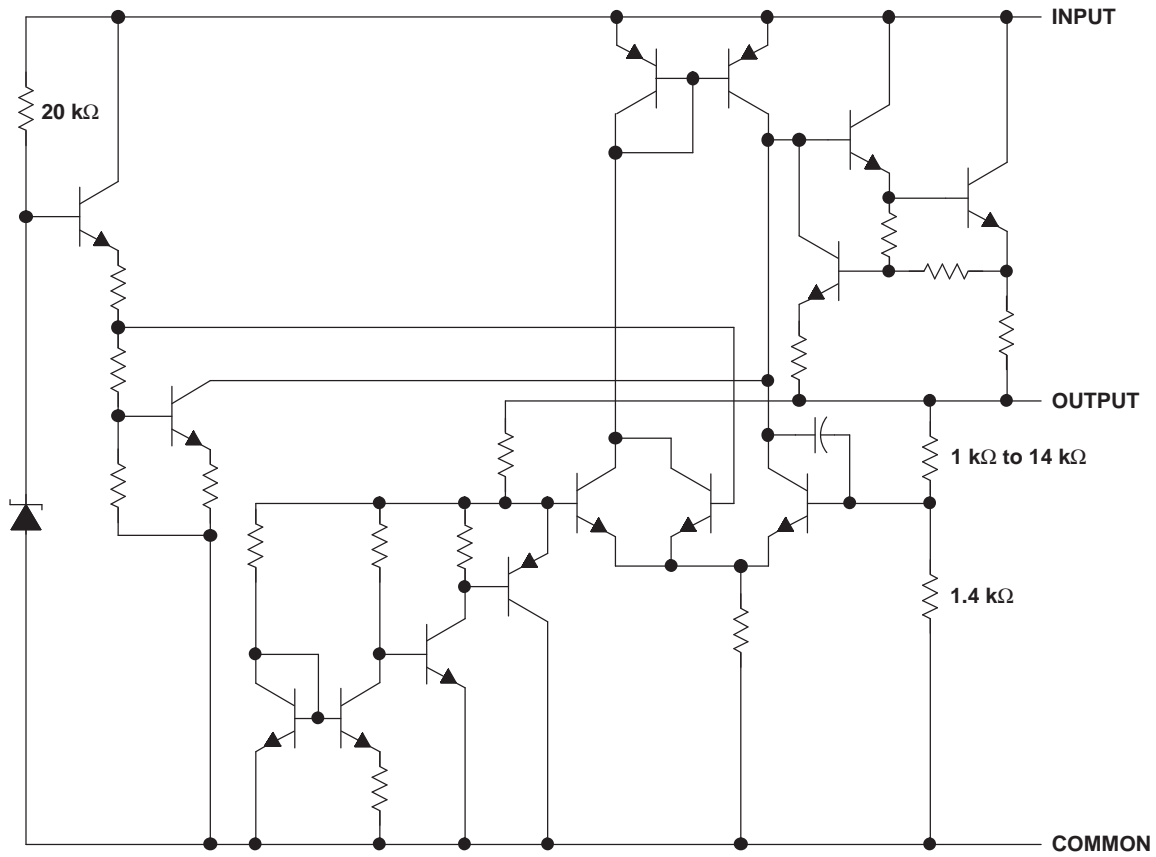 INPUT
20 kΩ
OUTPUT
1 kΩ to 14 kΩ
1.4 kΩ
COMMON